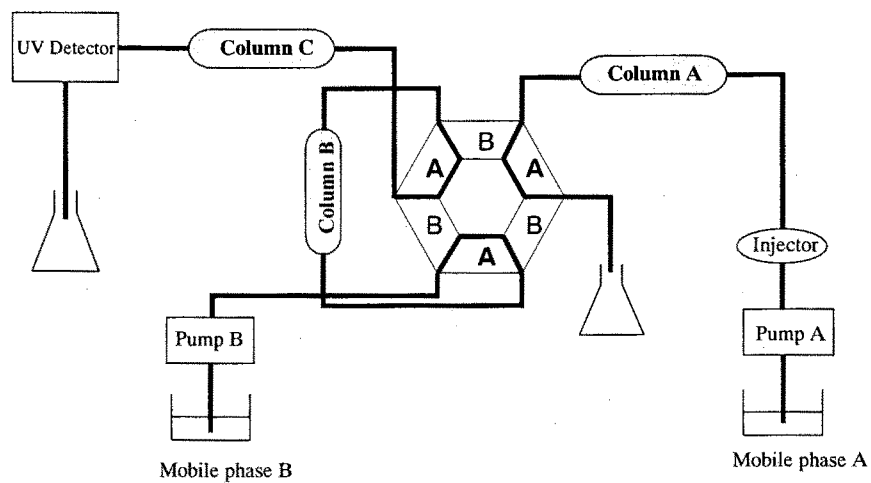 UV Detector
Column C
Column A
Column B
B
A
A
B
B
A
Injector
Pump B
Pump A
Mobile phase B
Mobile phase A